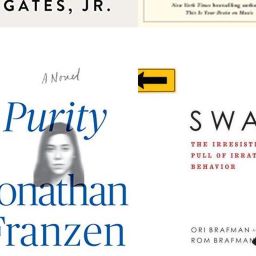 GATES, JR.
New York Times bestselling author
This Is Your Brain on Music
A Novel
Purity
onathan
Franzen
SWA
THE IRRESISTI
PULL OF IRRAT
BEHAVIOR
ORI BRAFMAN
ROM BRAFMAN